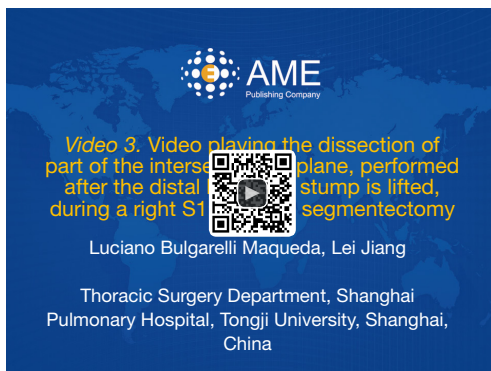 AME
Publishing Company
Video 3. Video playing the dissection of
part of the interse plane, performed
after the distal stump is lifted,
during a right S1 segmentectomy
Luciano Bulgarelli Maqueda, Lei Jiang
Thoracic Surgery Department, Shanghai
Pulmonary Hospital, Tongji University, Shanghai,
China